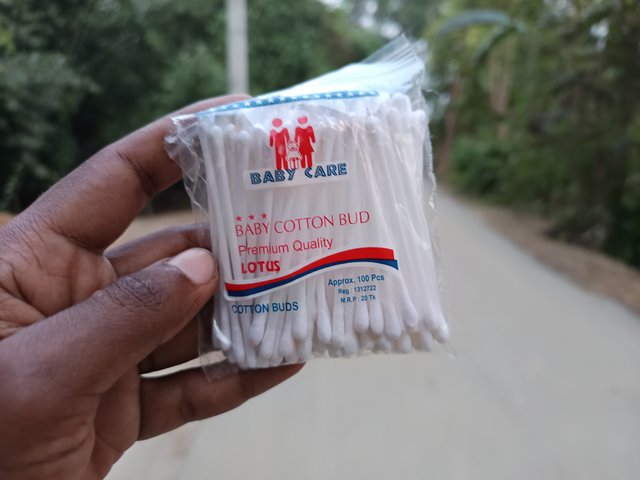 BABY CARE
★ ★ ★
BABY COTTON BUD
Premium Quality
LOTUS
Approx. 100 Pcs
Reg : 1312722
M.R.P : 20 Tk
COTTON BUDS